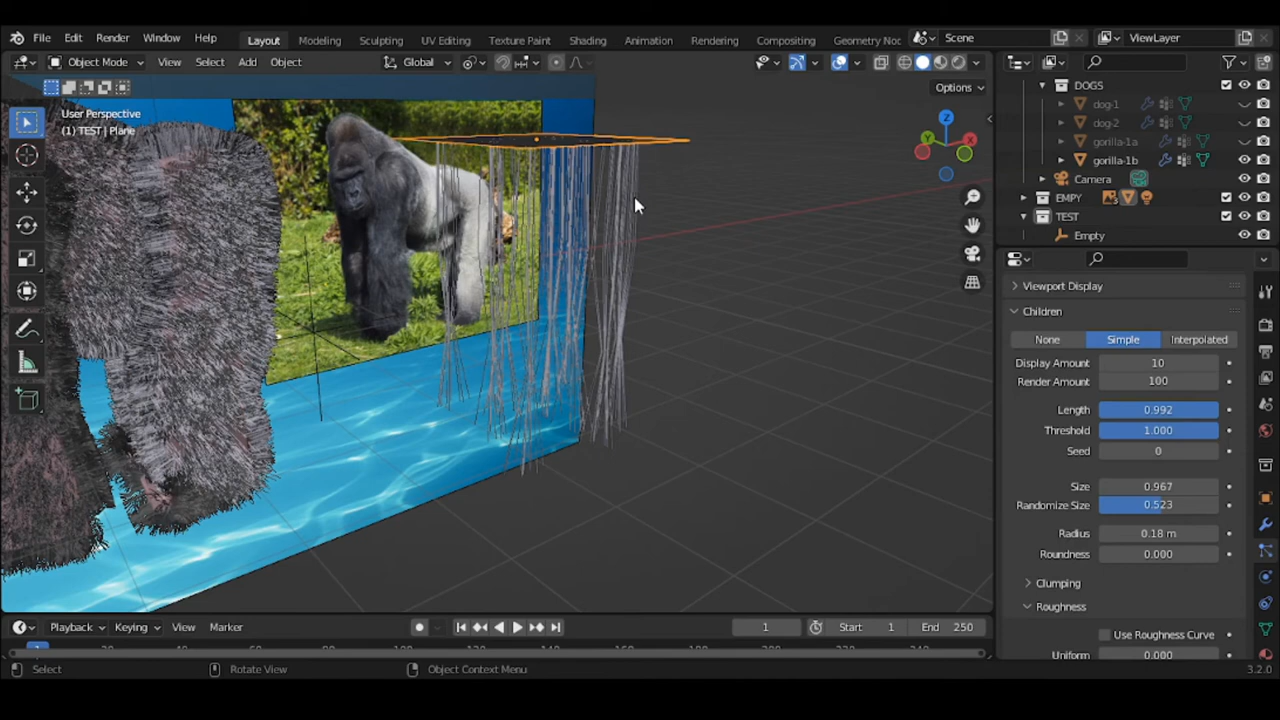 File Edit Render Window Help Layout Modeling Sculpting UV Editing Texture Paint Shading Animation Rendering Compositing Geometry Noc Scene ViewLayer
Object Mode View Select Add Object Global
Options
User Perspective
(1) TEST | Plane
Z
Y
X
DOGS
dog-1
dog-2
gorilla-1a
gorilla-1b
Camera
EMPY
TEST
Empty
Viewport Display
Children
None Simple Interpolated
Display Amount 10
Render Amount 100
Length 0.992
Threshold 1.000
Seed 0
Size 0.967
Randomize Size 0.523
Radius 0.18 m
Roundness 0.000
Clumping
Roughness
Use Roughness Curve
Uniform 0.000
Playback Keying View Marker 1 Start 1 End 250
Select Rotate View Object Context Menu 3.2.0